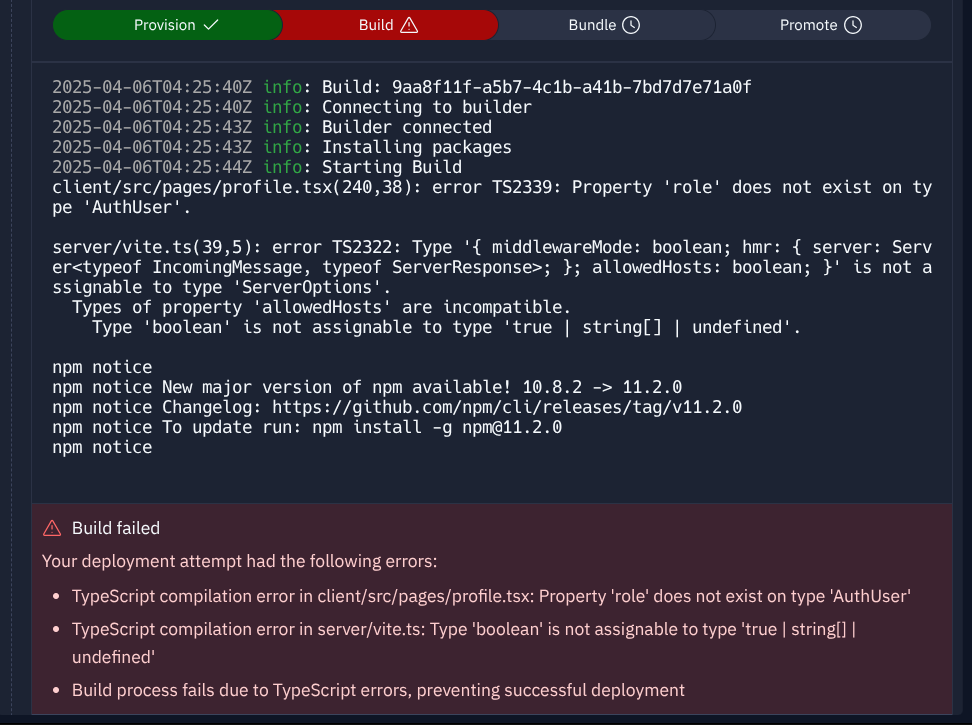 Provision
Build
Bundle
Promote
2025-04-06T04:25:40Z info: Build: 9aa8f11f-a5b7-4c1b-a41b-7bd7d7e71a0f
2025-04-06T04:25:40Z info: Connecting to builder
2025-04-06T04:25:43Z info: Builder connected
2025-04-06T04:25:43Z info: Installing packages
2025-04-06T04:25:44Z info: Starting Build
client/src/pages/profile.tsx(240,38): error TS2339: Property 'role' does not exist on ty
pe 'AuthUser'.
server/vite.ts(39,5): error TS2322: Type '{ middlewareMode: boolean; hmr: { server: Serv
er<typeof IncomingMessage, typeof ServerResponse>; }; allowedHosts: boolean; }' is not a
ssignable to type 'ServerOptions'.
Types of property 'allowedHosts' are incompatible.
Type 'boolean' is not assignable to type 'true | string[] | undefined'.
npm notice
npm notice New major version of npm available! 10.8.2 -> 11.2.0
npm notice Changelog: https://github.com/npm/cli/releases/tag/v11.2.0
npm notice To update run: npm install -g npm@11.2.0
npm notice
Build failed
Your deployment attempt had the following errors:
• TypeScript compilation error in client/src/pages/profile.tsx: Property 'role' does not exist on type 'AuthUser'
• TypeScript compilation error in server/vite.ts: Type 'boolean' is not assignable to type 'true | string[] |
undefined'
• Build process fails due to TypeScript errors, preventing successful deployment